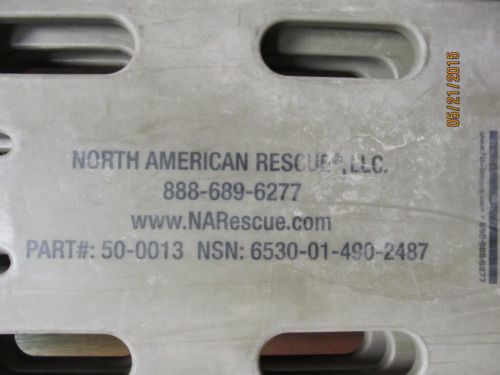 NORTH AMERICAN RESCUE®, LLC.
888-689-6277
www.NARescue.com
PART#: 50-0013 NSN: 6530-01-490-2487
05/21/2015